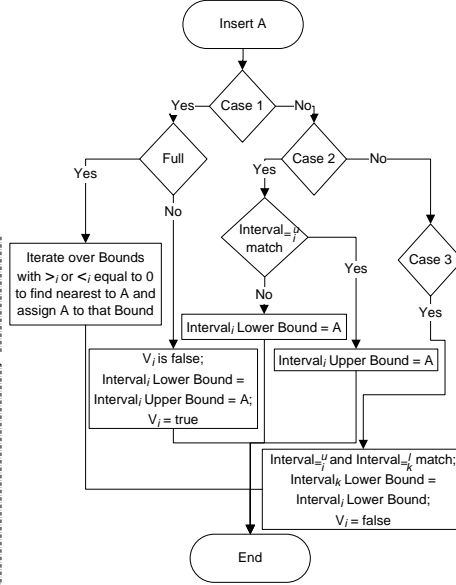 Insert A
Case 1
Yes
No
Full
Case 2
Yes
No
Yes
No
Interval=ᵢᵘ
match
Case 3
Yes
No
Yes
Iterate over Bounds
with >ᵢ or <ᵢ equal to 0
to find nearest to A and
assign A to that Bound
Intervalᵢ Lower Bound = A
Vᵢ is false;
Intervalᵢ Lower Bound =
Intervalᵢ Upper Bound = A;
Vᵢ = true
Intervalᵢ Upper Bound = A
Interval=ᵢᵘ and Interval=ₖˡ match;
Intervalₖ Lower Bound =
Intervalᵢ Lower Bound;
Vᵢ = false
End